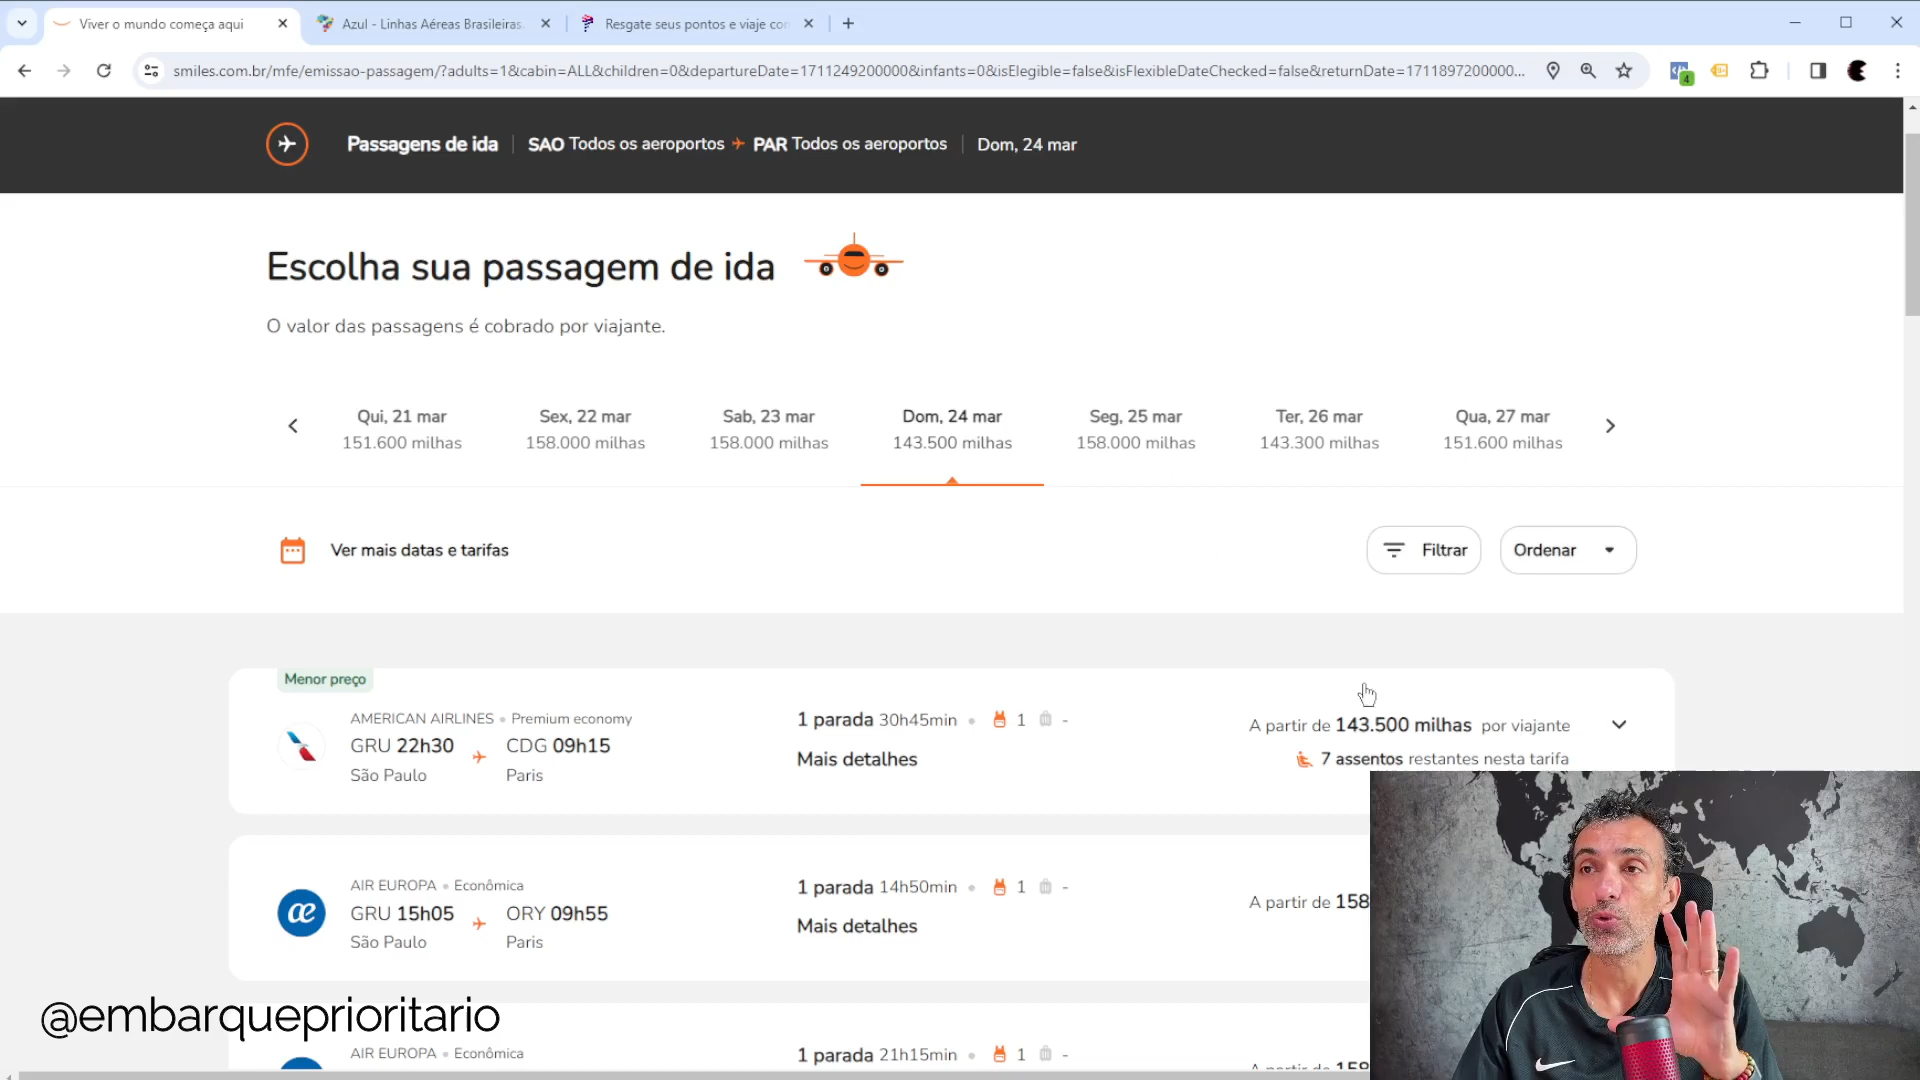 Viver o mundo começa aqui
Azul - Linhas Aéreas Brasileiras
Resgate seus pontos e viaje co
smiles.com.br/mfe/emissao-passagem/?adults=1&cabin=ALL&children=0&departureDate=1711249200000&infants=0&isElegible=false&isFlexibleDateChecked=false&returnDate=1711897200000...
4
Passagens de ida
SAO Todos os aeroportos
PAR Todos os aeroportos
Dom, 24 mar
Escolha sua passagem de ida
O valor das passagens é cobrado por viajante.
Qui, 21 mar
151.600 milhas
Sex, 22 mar
158.000 milhas
Sab, 23 mar
158.000 milhas
Dom, 24 mar
143.500 milhas
Seg, 25 mar
158.000 milhas
Ter, 26 mar
143.300 milhas
Qua, 27 mar
151.600 milhas
Ver mais datas e tarifas
Filtrar
Ordenar
Menor preço
AMERICAN AIRLINES • Premium economy
GRU 22h30
São Paulo
CDG 09h15
Paris
1 parada 30h45min • 1 -
Mais detalhes
A partir de 143.500 milhas por viajante
7 assentos restantes nesta tarifa
æ
AIR EUROPA • Econômica
GRU 15h05
São Paulo
ORY 09h55
Paris
1 parada 14h50min • 1 -
Mais detalhes
A partir de 158
@embarqueprioritario
AIR EUROPA • Econômica
1 parada 21h15min • 1 -
A partir de 158